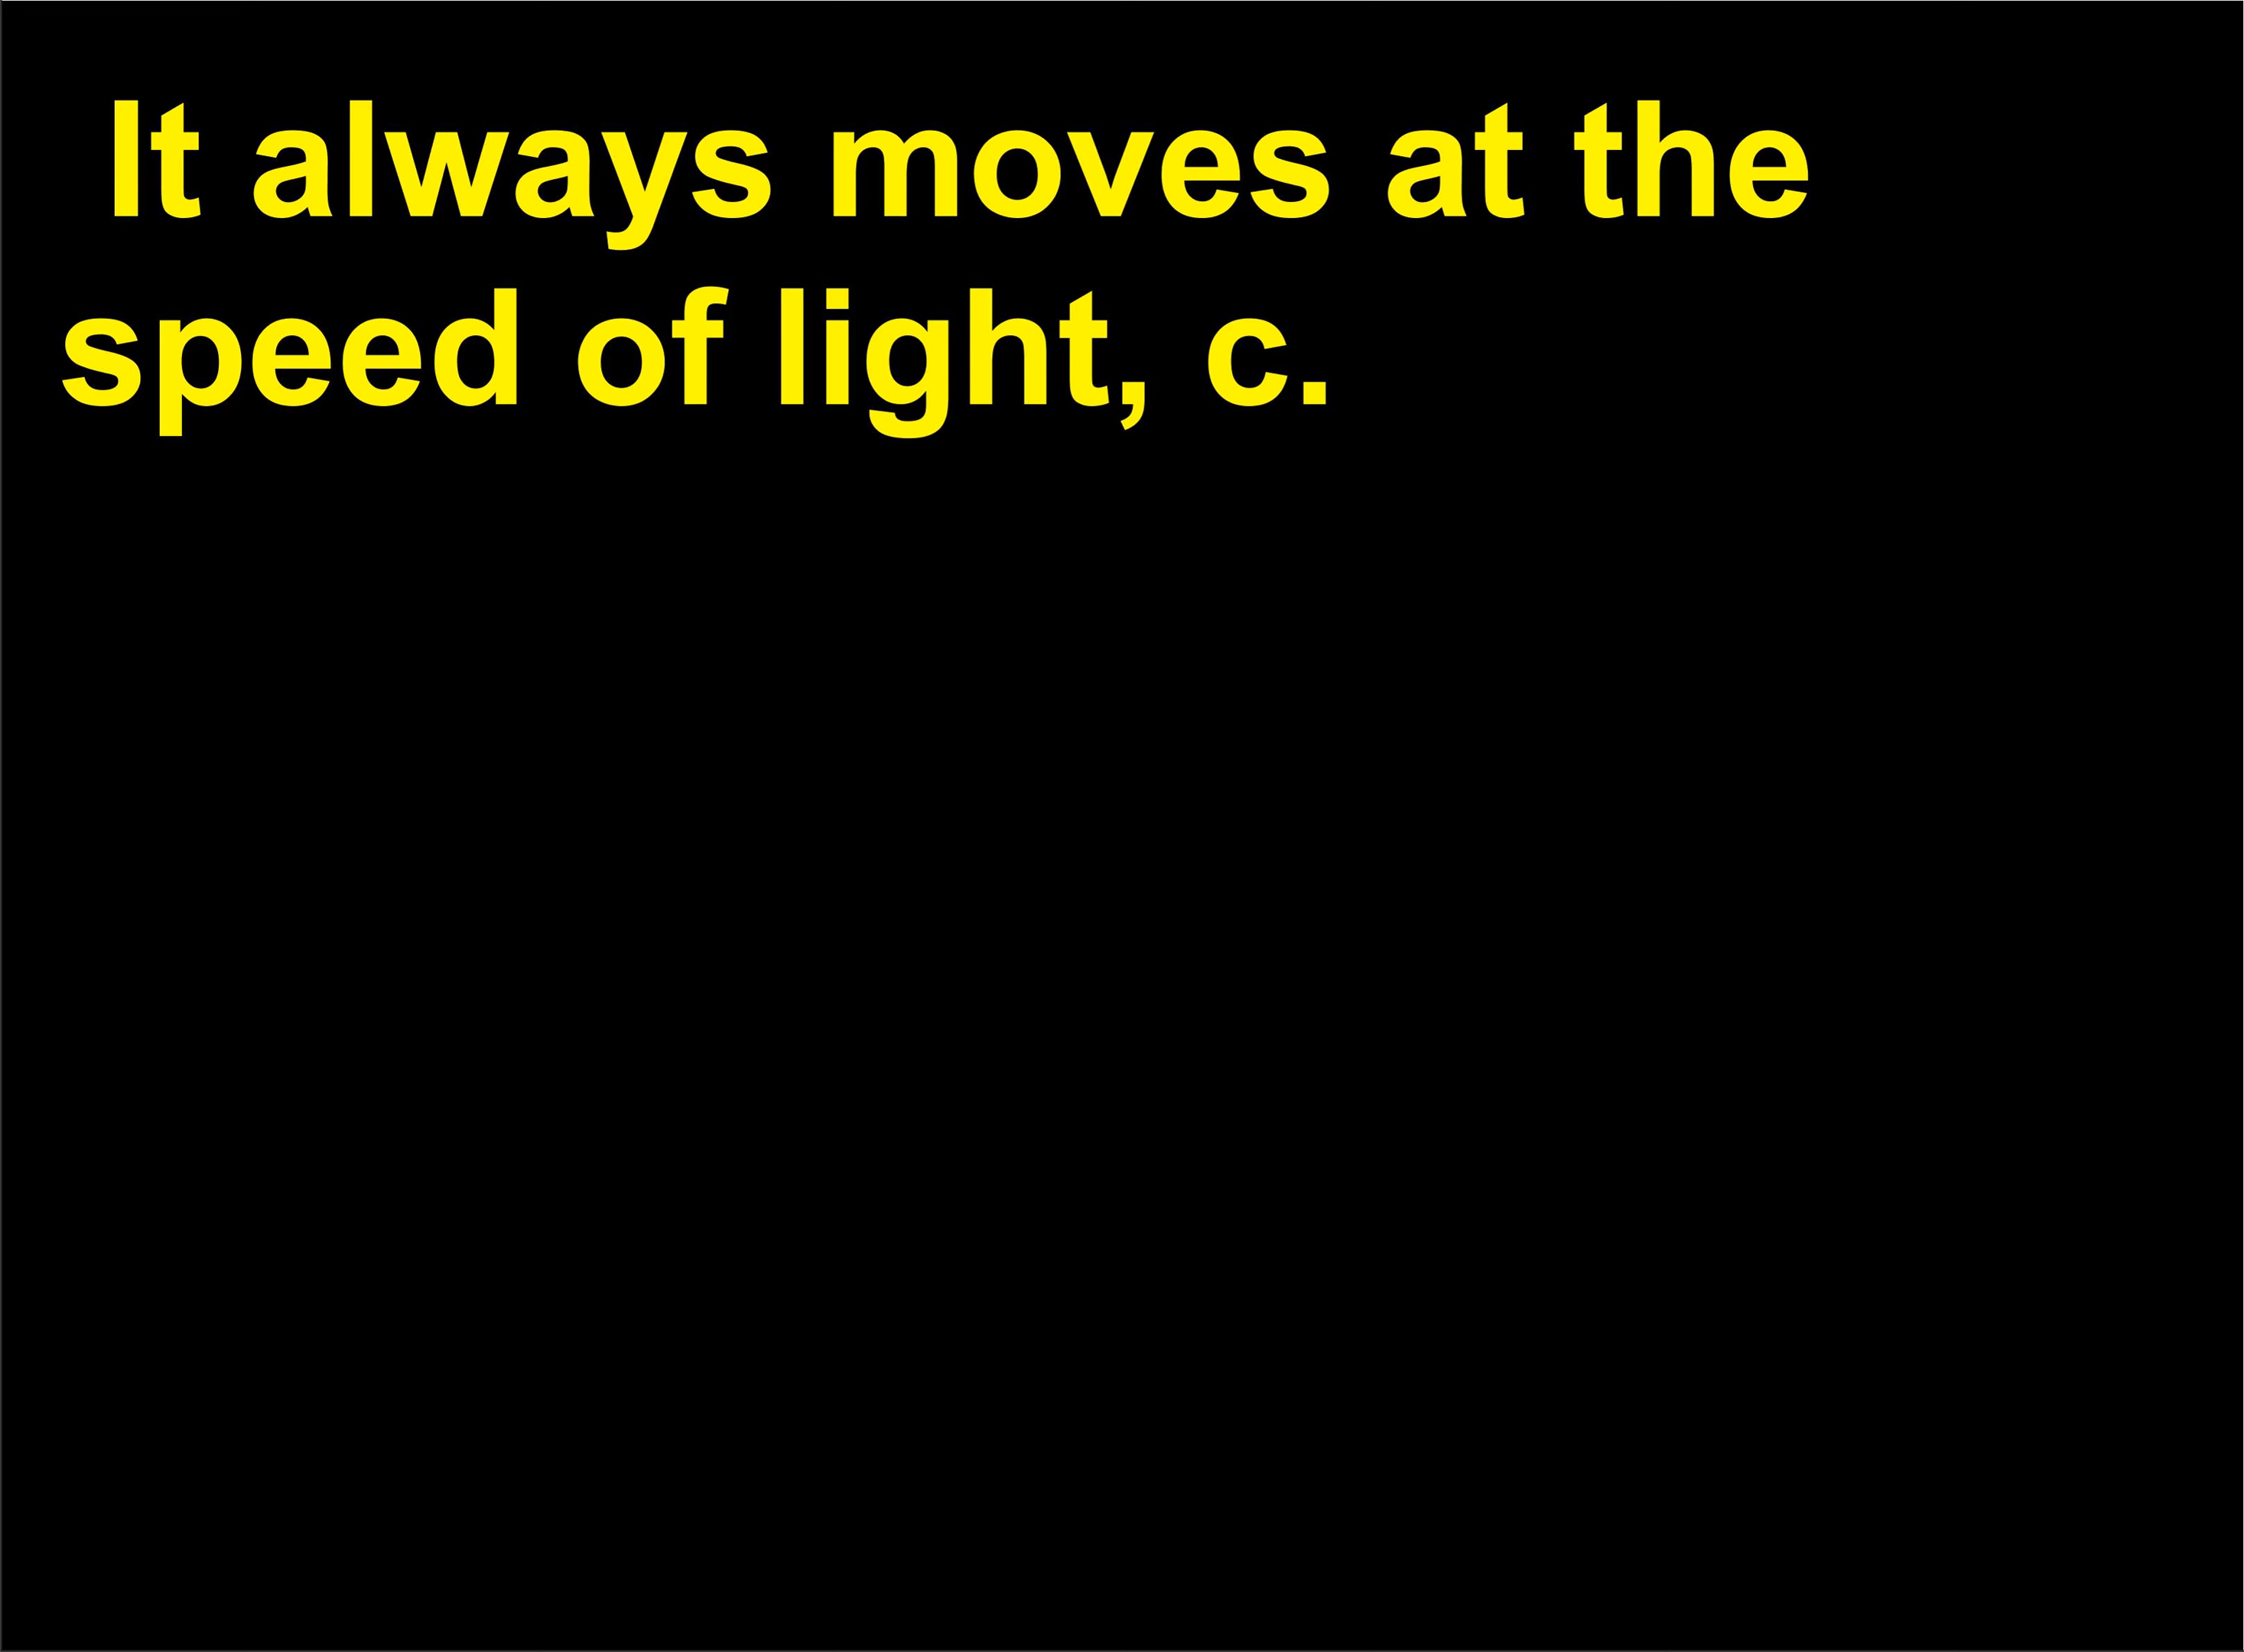 It always moves at the
speed of light, c.